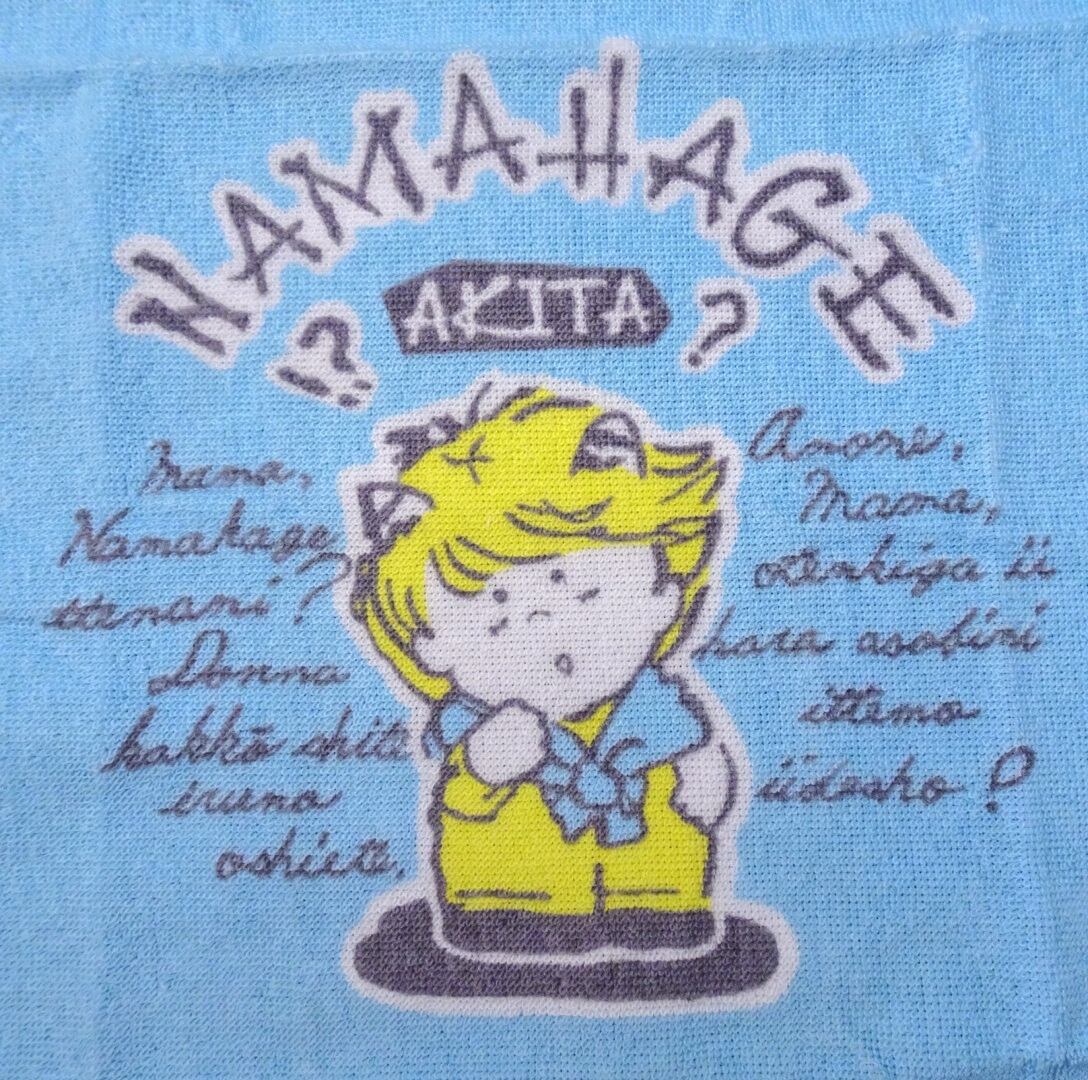 NAMAHAGE
!? AKITA ?
Mama,
Namahage
ttenani?
Donna
kakkō shite
iruno
oshiete.
Anone,
Mama,
otenkiga ii
kara asobini
ittemo
iidesho?